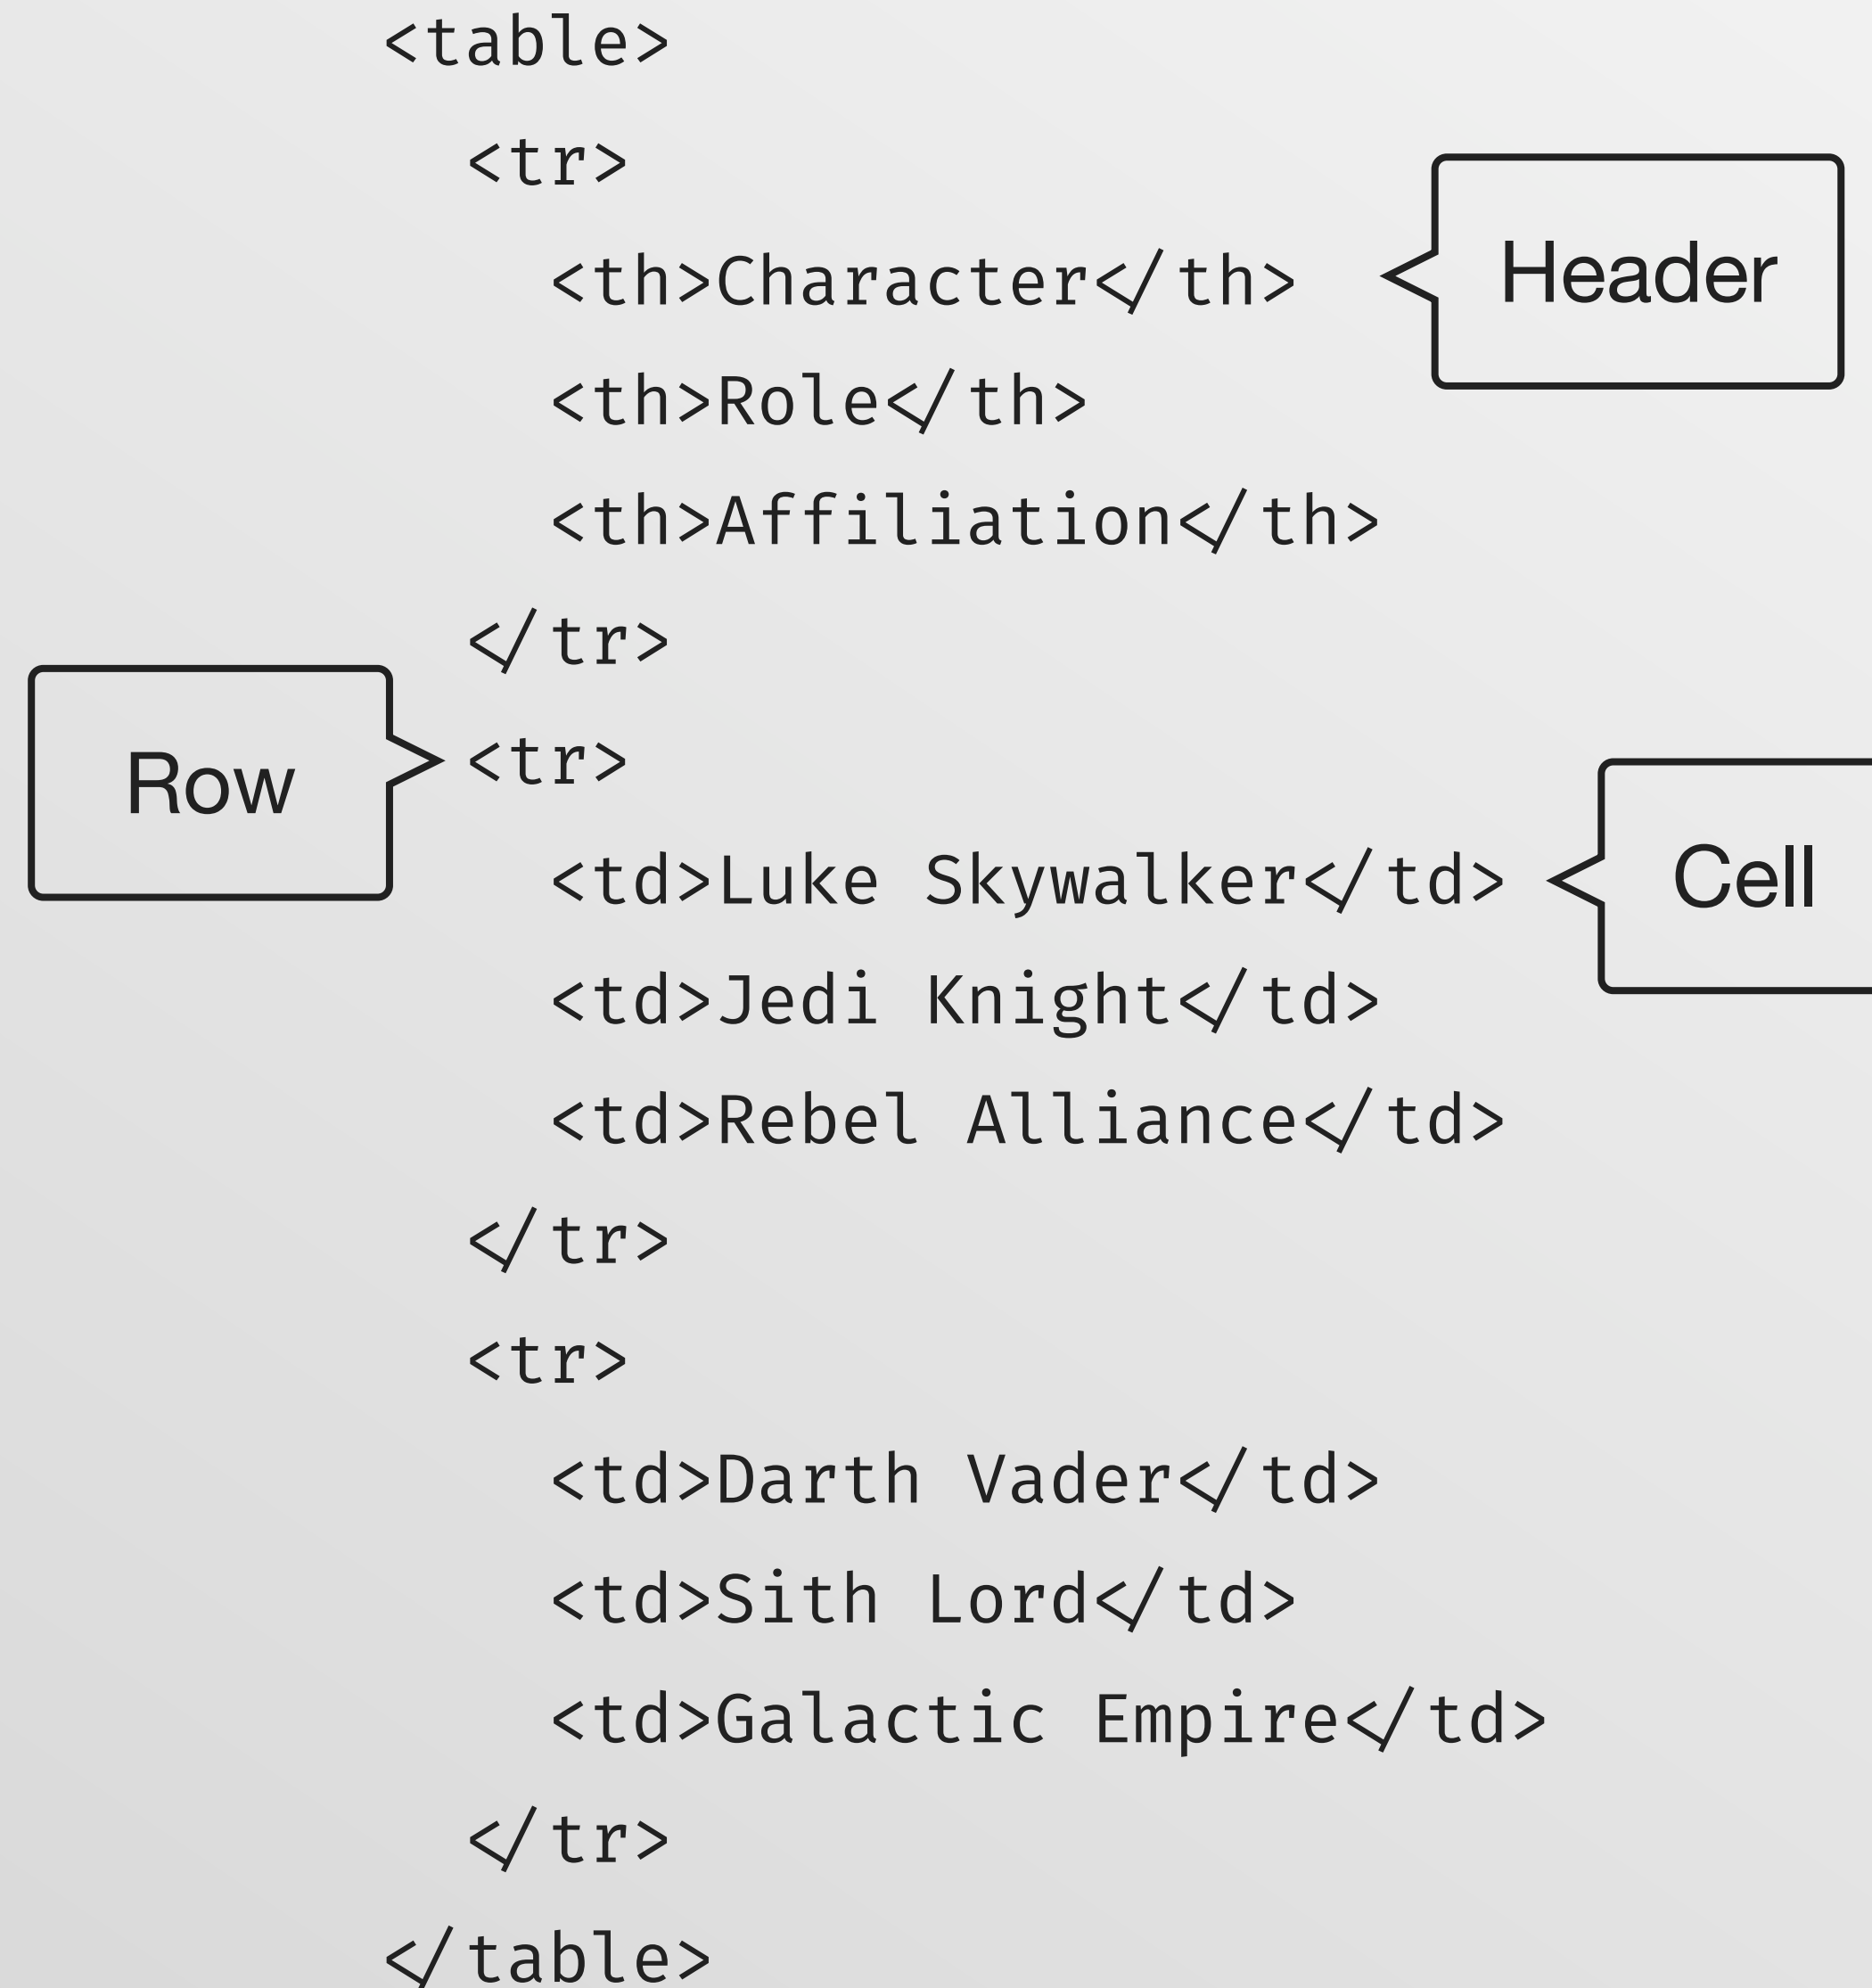 <table>
<tr>
<th>Character</th>
Header
<th>Role</th>
<th>Affiliation</th>
</tr>
Row
<tr>
<td>Luke Skywalker</td>
Cell
<td>Jedi Knight</td>
<td>Rebel Alliance</td>
</tr>
<tr>
<td>Darth Vader</td>
<td>Sith Lord</td>
<td>Galactic Empire</td>
</tr>
</table>